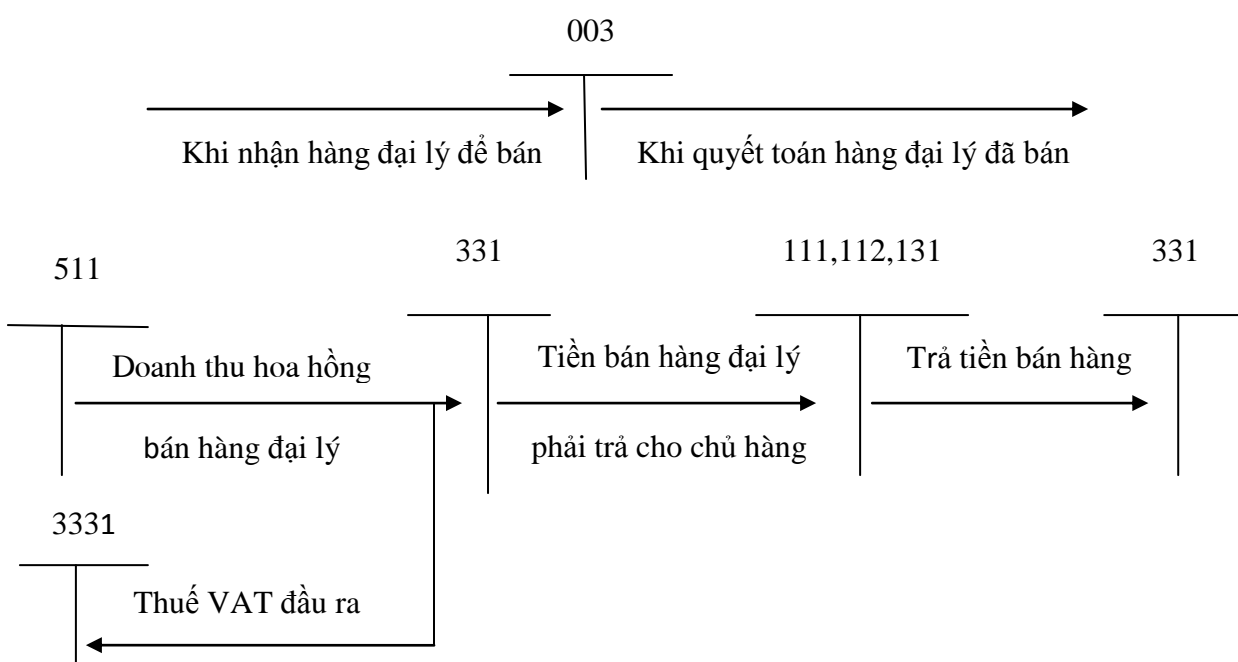 003
Khi nhận hàng đại lý để bán
Khi quyết toán hàng đại lý đã bán
511
331
111,112,131
331
Doanh thu hoa hồng
bán hàng đại lý
Tiền bán hàng đại lý
phải trả cho chủ hàng
Trả tiền bán hàng
3331
Thuế VAT đầu ra